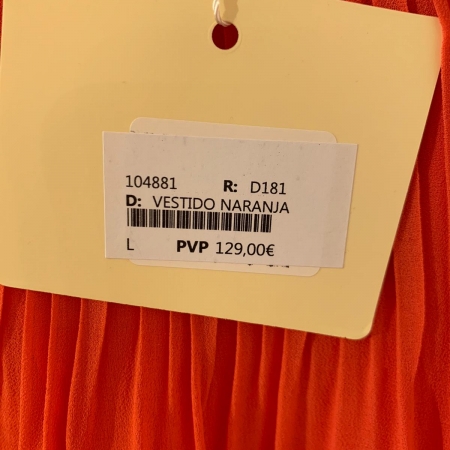 104881 R: D181
D: VESTIDO NARANJA
L PVP 129,00€